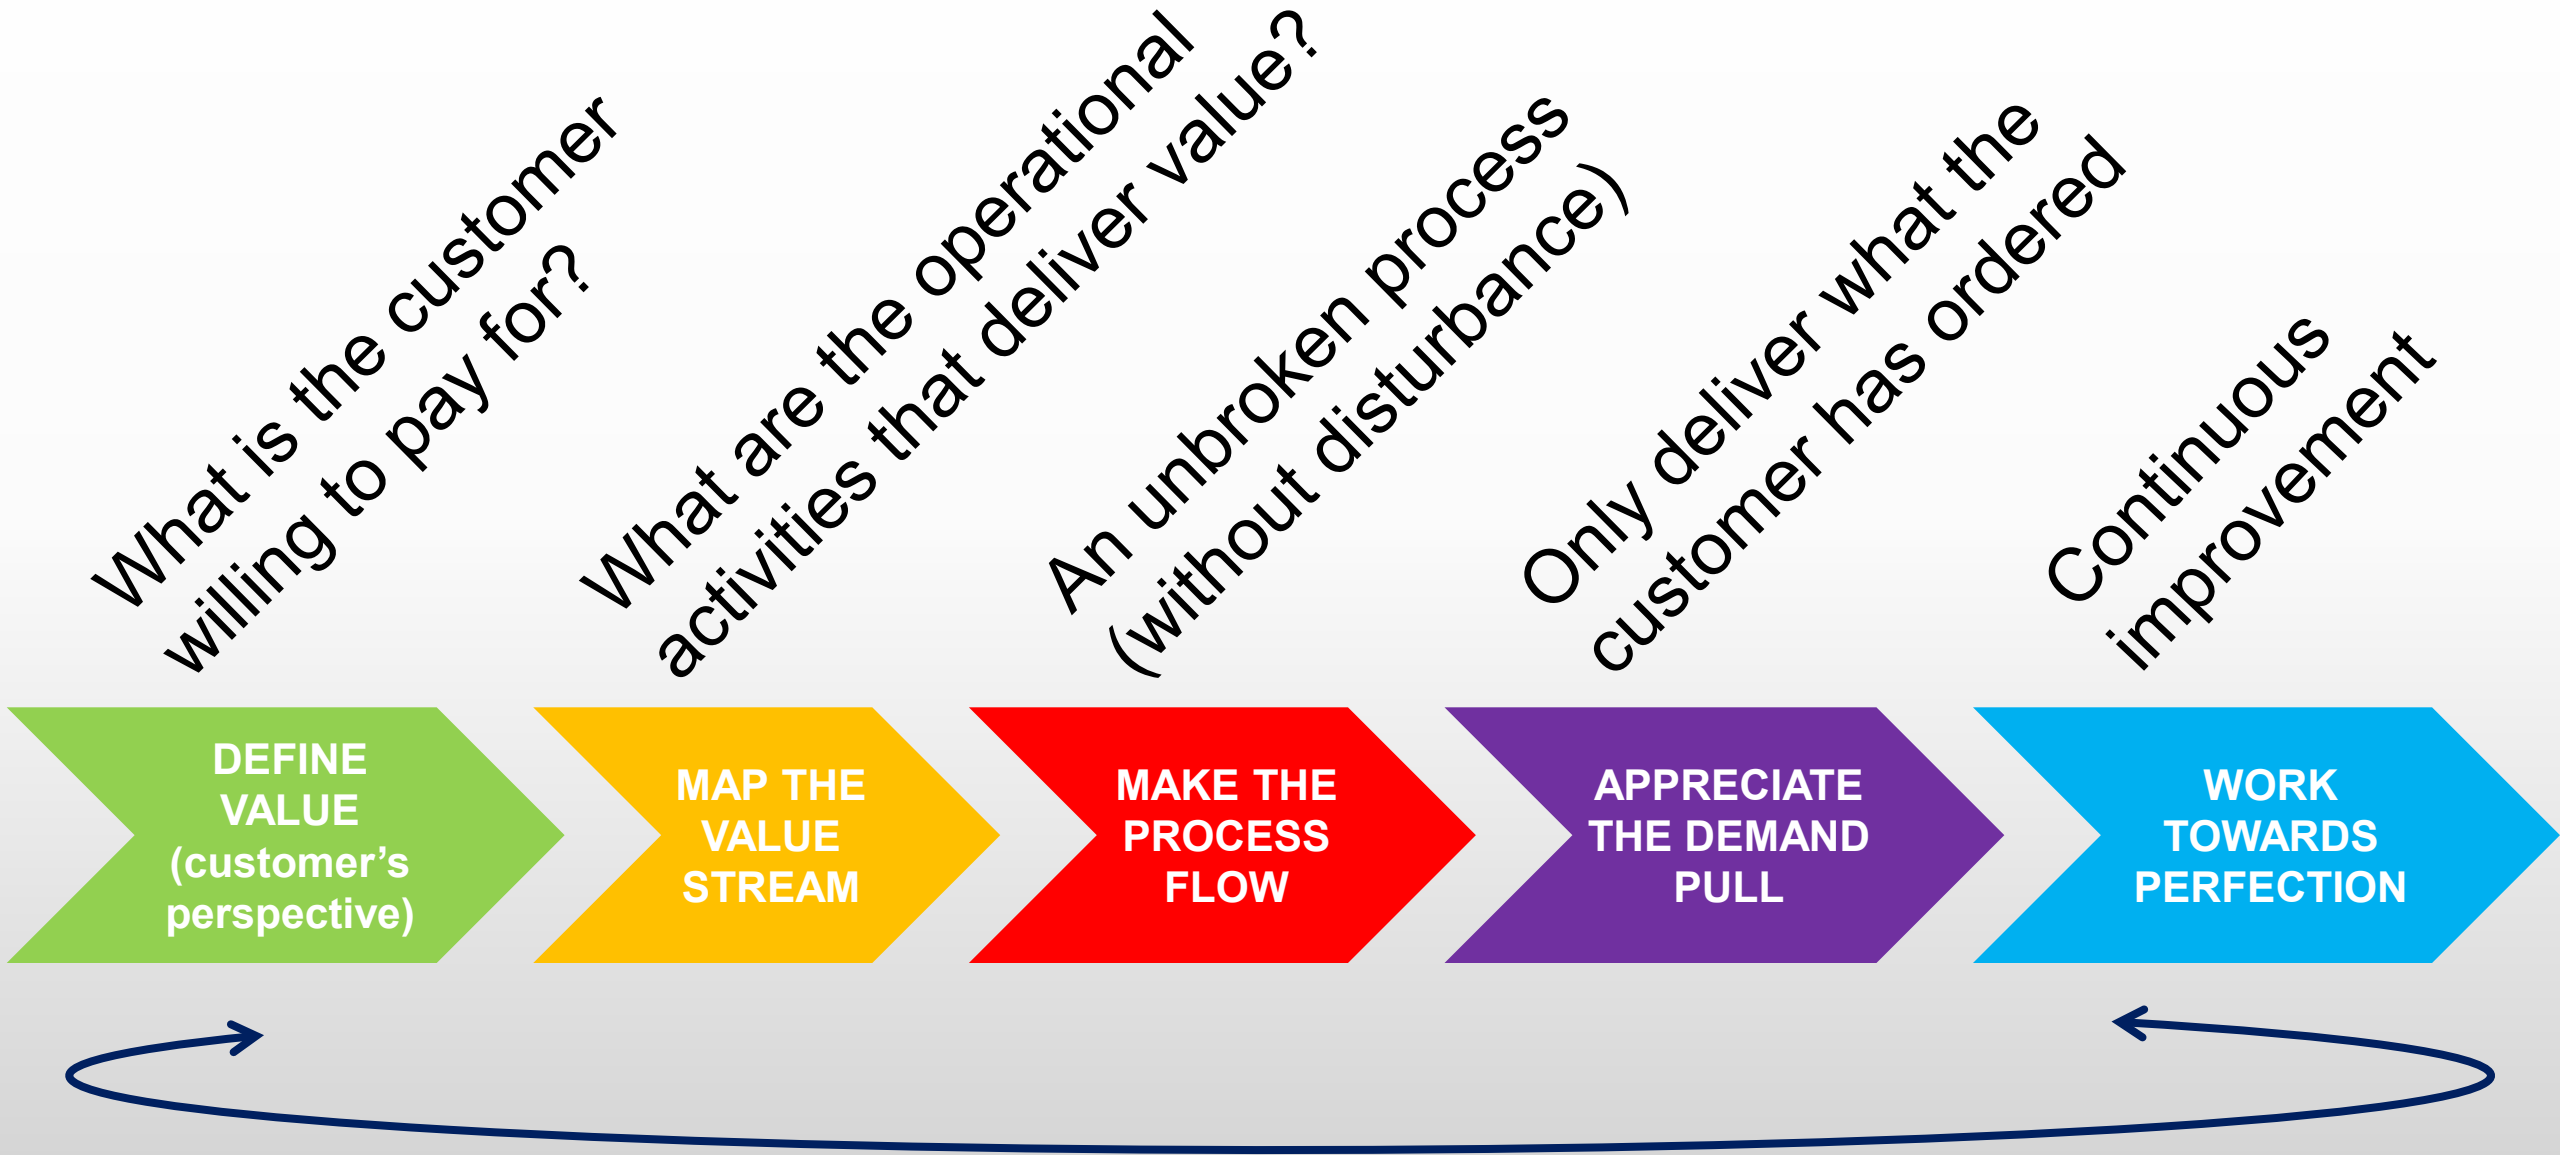 What is the customer
willing to pay for?
What are the operational
activities that deliver value?
An unbroken process
(without disturbance)
Only deliver what the
customer has ordered
Continuous
improvement
DEFINE
VALUE
(customer’s
perspective)
MAP THE
VALUE
STREAM
MAKE THE
PROCESS
FLOW
APPRECIATE
THE DEMAND
PULL
WORK
TOWARDS
PERFECTION